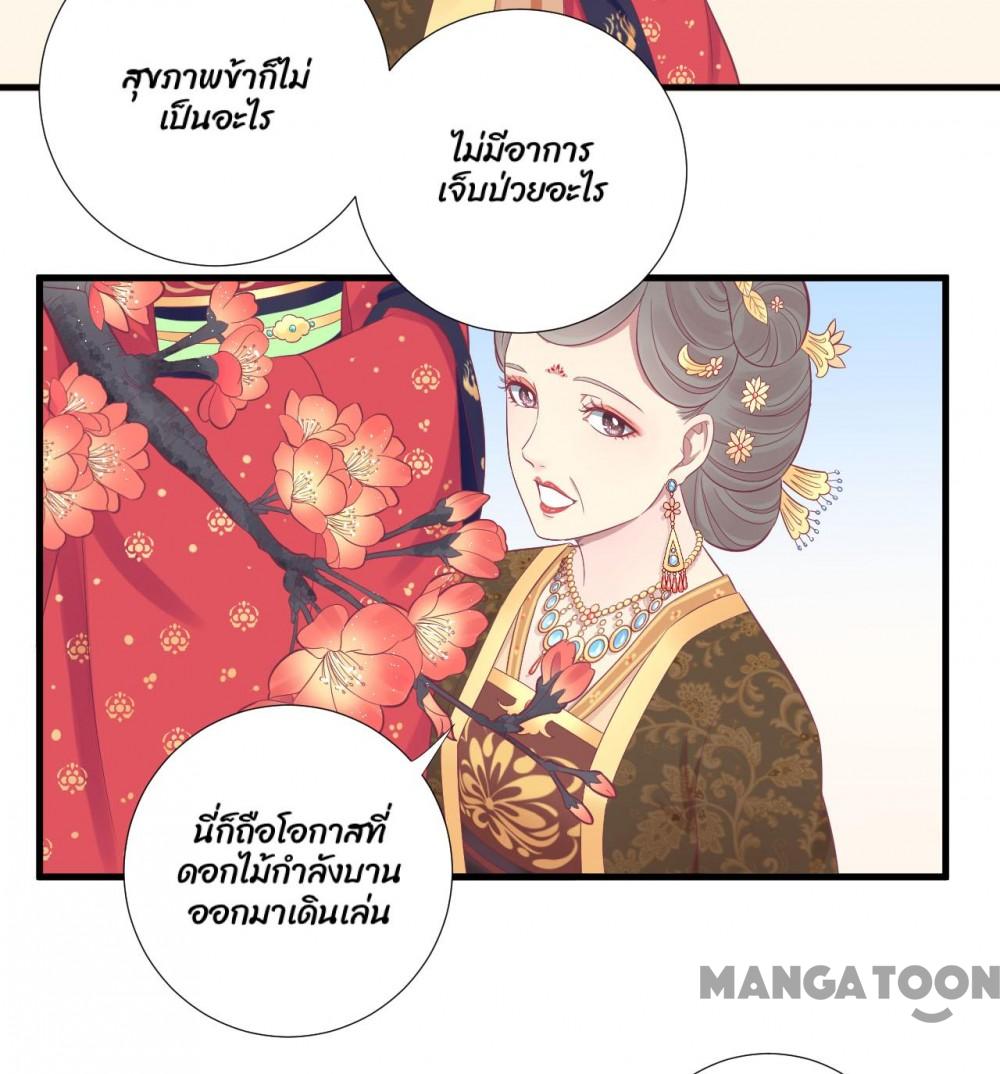 สุขภาพข้าก็ไม่
เป็นอะไร
ไม่มีอาการ
เจ็บป่วยอะไร
นี่ก็ถือโอกาสที่
ดอกไม้กำลังบาน
ออกมาเดินเล่น
MANGATOON